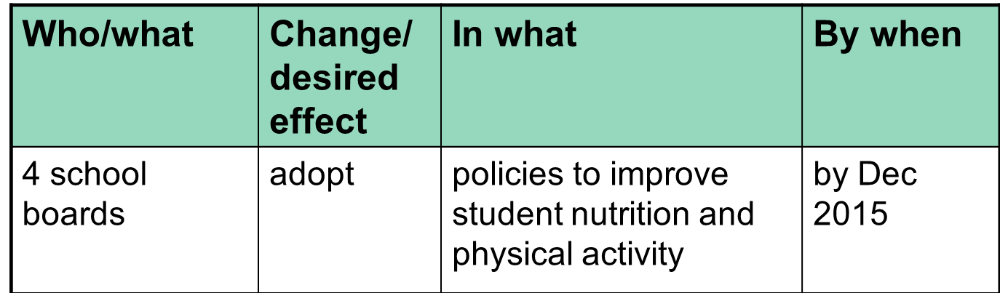 Who/what
Change/
desired
effect
In what
By when
4 school
boards
adopt
policies to improve
student nutrition and
physical activity
by Dec
2015